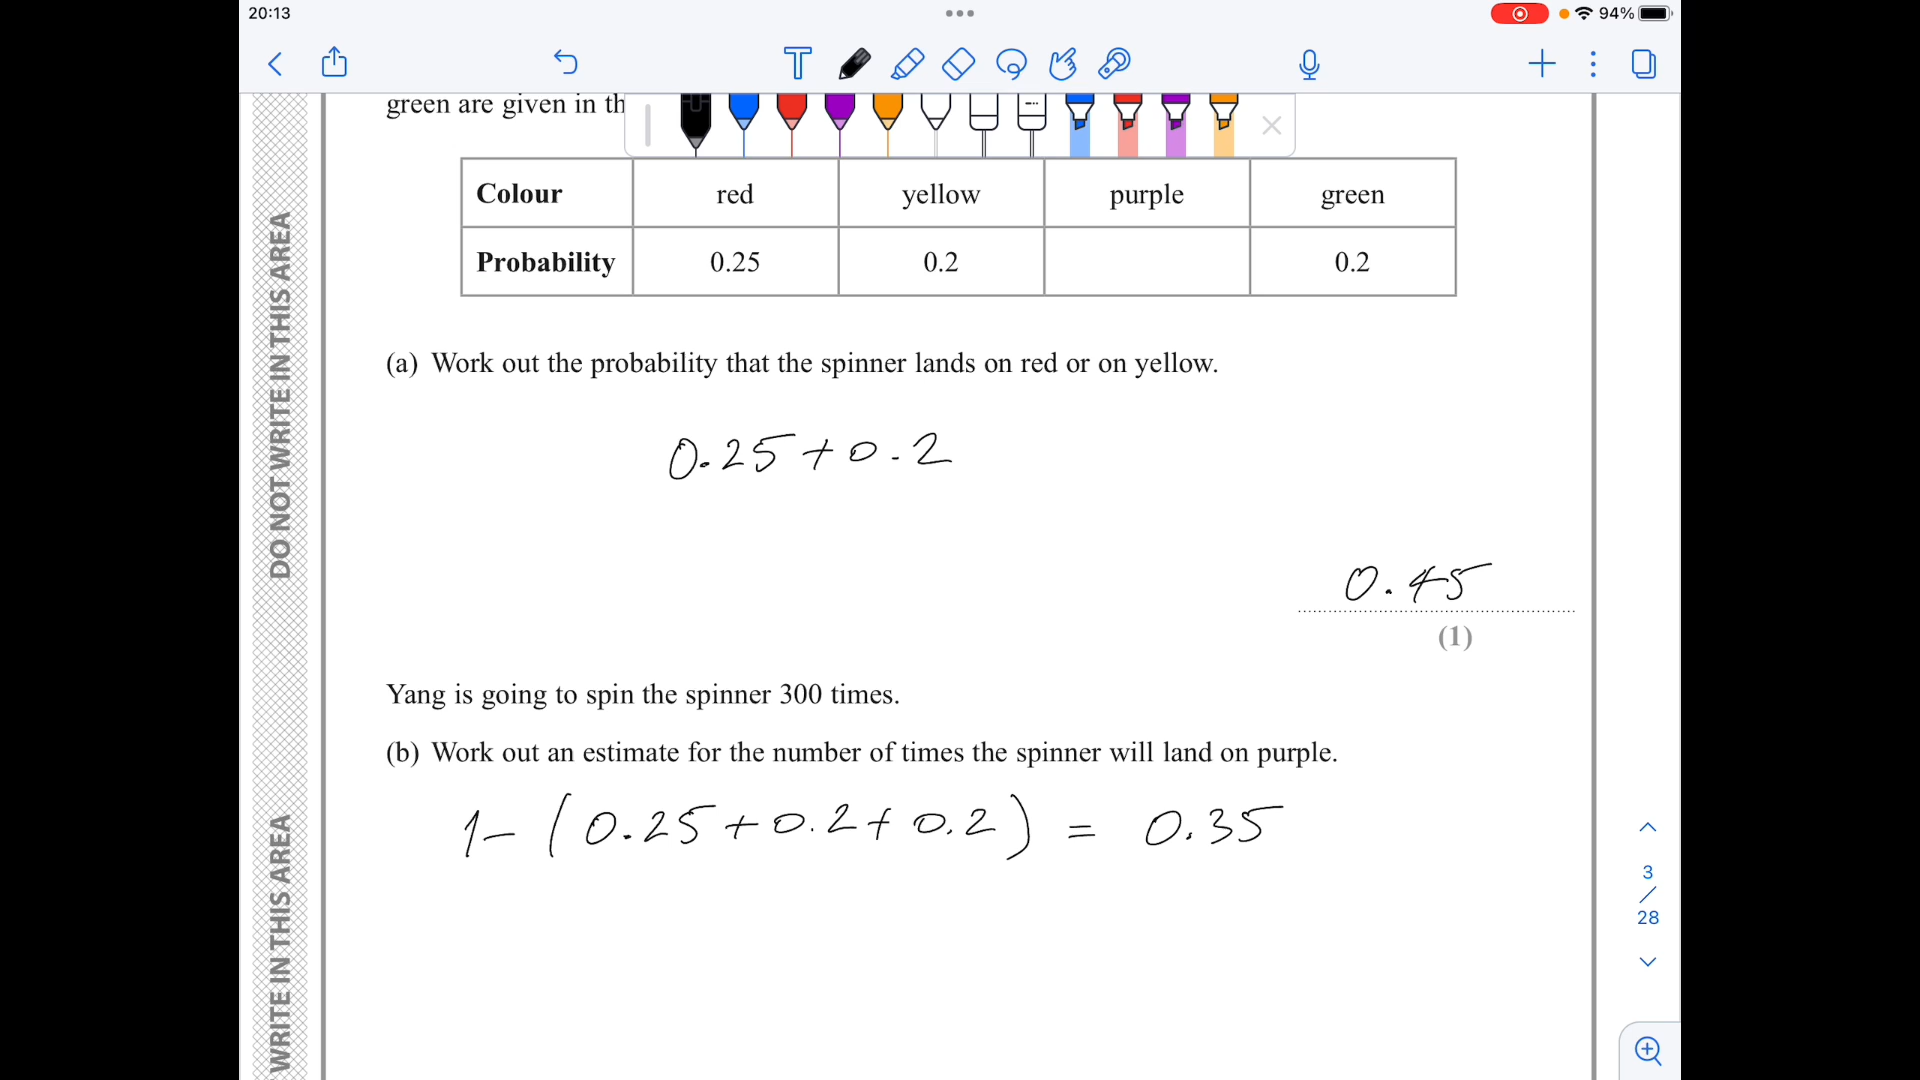 20:13
94%
green are given in th
Colour red yellow purple green
Probability 0.25 0.2 0.2
(a) Work out the probability that the spinner lands on red or on yellow.
0.25+0.2
0.45
(1)
Yang is going to spin the spinner 300 times.
(b) Work out an estimate for the number of times the spinner will land on purple.
1-(0.25+0.2+0.2) = 0.35
DO NOT WRITE IN THIS AREA
WRITE IN THIS AREA
3
/
28